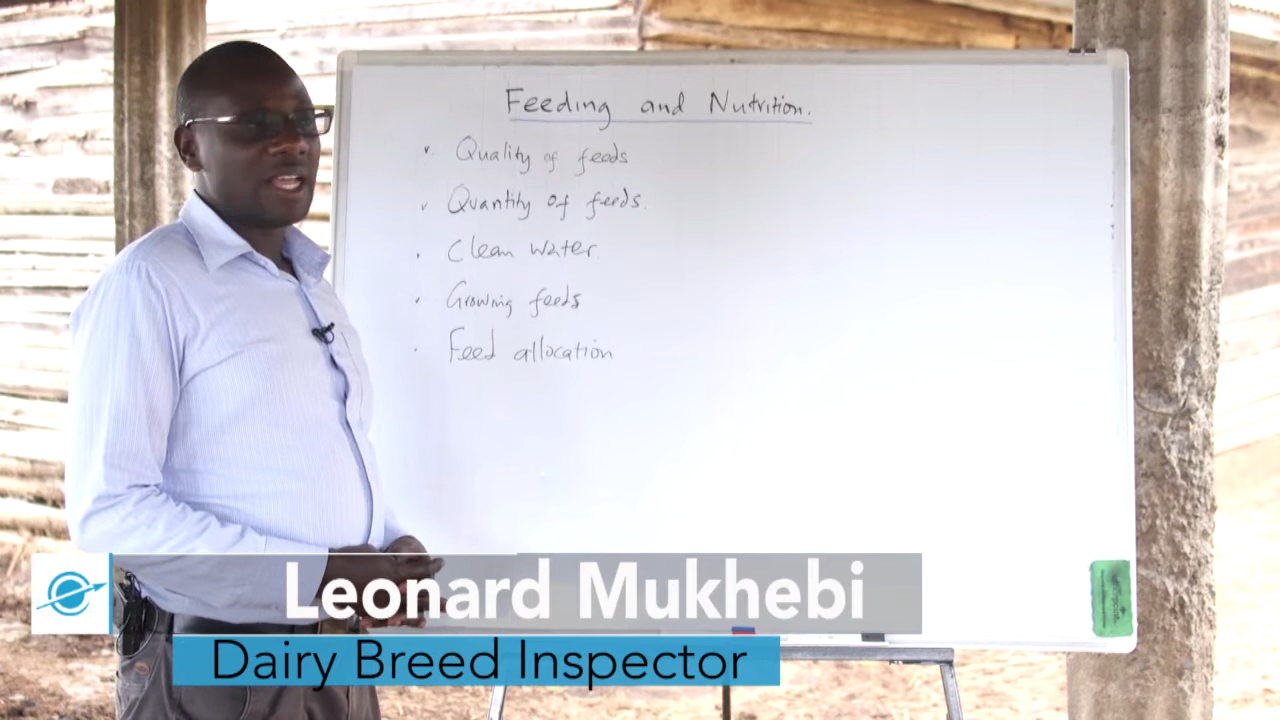 Feeding and Nutrition.
Quality of feeds
Quantity of feeds.
Clean water.
Growing feeds
Feed allocation
Leonard Mukhebi
Dairy Breed Inspector